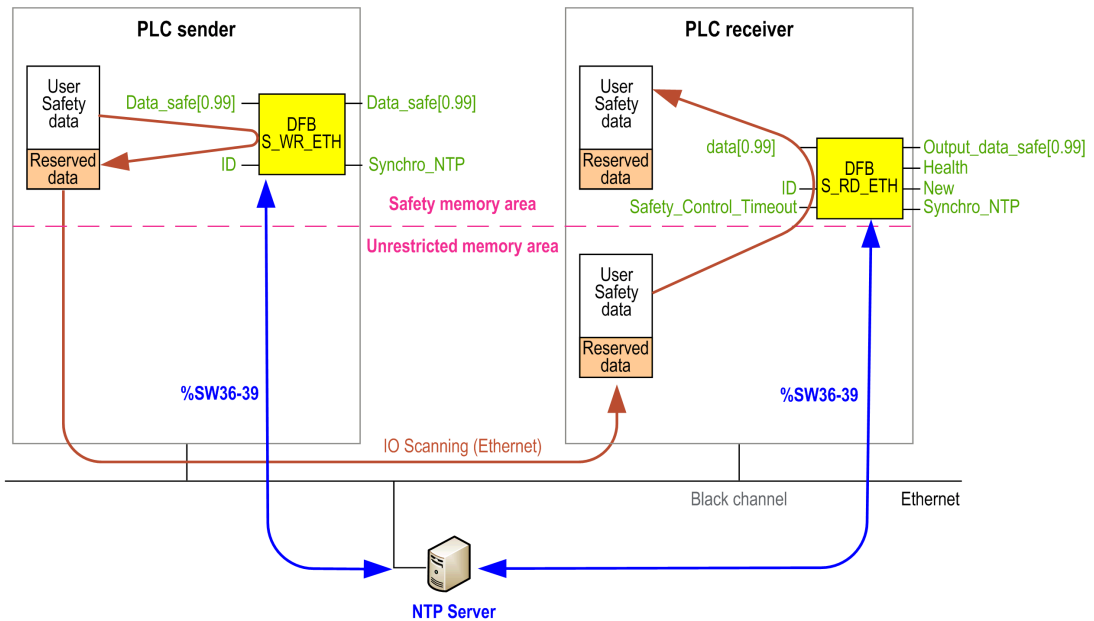 PLC sender
PLC receiver
User
Safety
data
Reserved
data
Data_safe[0.99]
ID
DFB
S_WR_ETH
Data_safe[0.99]
Synchro_NTP
User
Safety
data
Reserved
data
data[0.99]
ID
Safety_Control_Timeout
DFB
S_RD_ETH
Output_data_safe[0.99]
Health
New
Synchro_NTP
Safety memory area
Unrestricted memory area
User
Safety
data
Reserved
data
%SW36-39
%SW36-39
IO Scanning (Ethernet)
Black channel
Ethernet
NTP Server